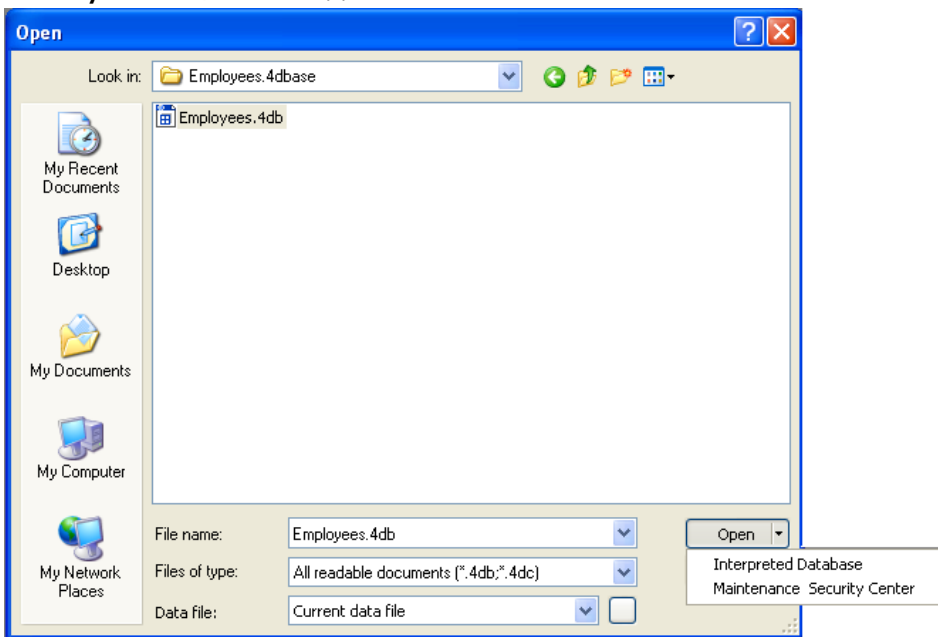 Open
Look in: Employees.4dbase
Employees.4db
My Recent
Documents
Desktop
My Documents
My Computer
My Network
Places
File name: Employees.4db Open
Files of type: All readable documents (*.4db;*.4dc)
Data file: Current data file
Interpreted Database
Maintenance Security Center